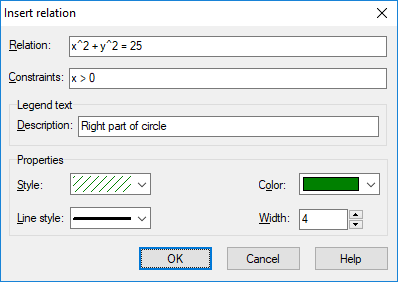 Insert relation
Relation: x^2 + y^2 = 25
Constraints: x > 0
Legend text
Description: Right part of circle
Properties
Style: Color:
Line style: Width: 4
OK Cancel Help